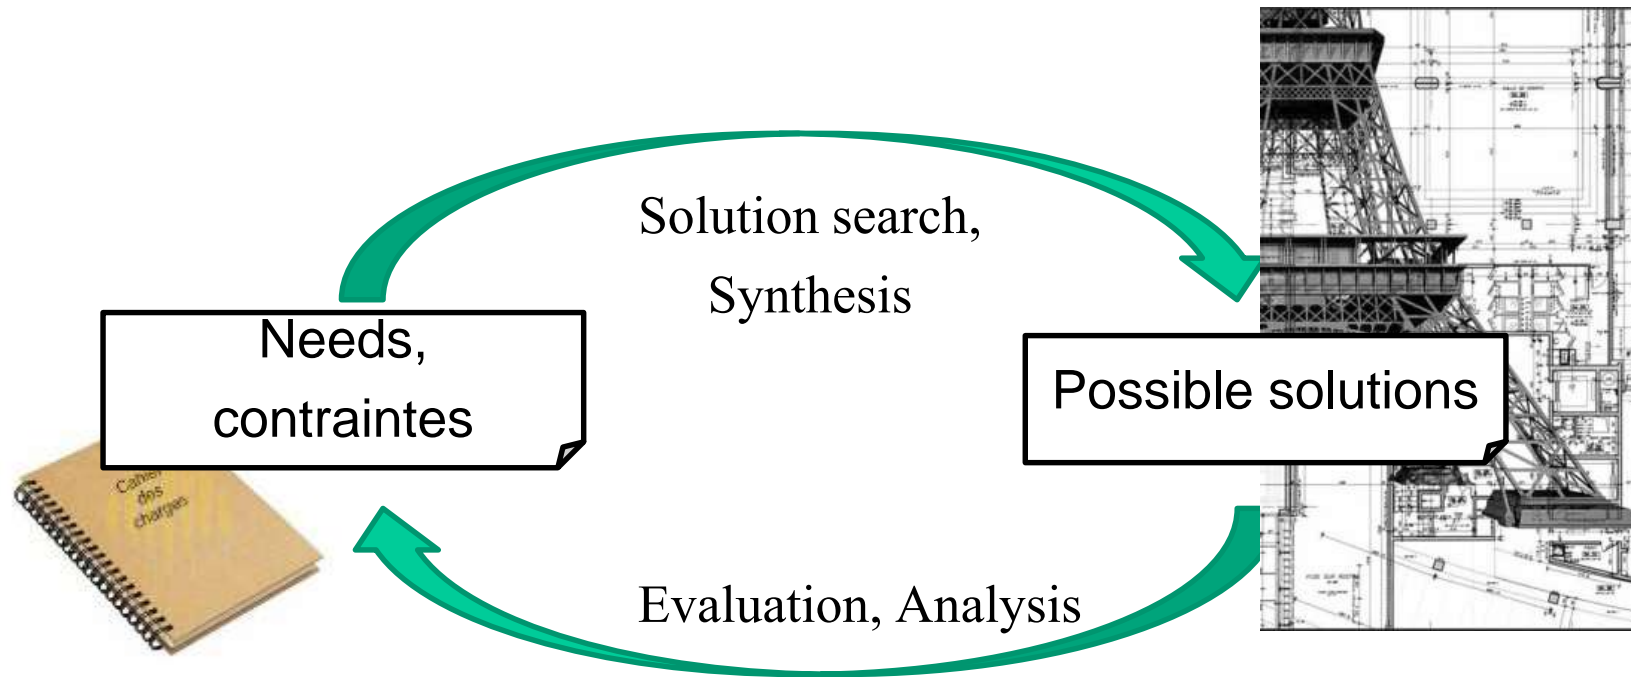 Solution search,
Synthesis
Needs,
contraintes
Possible solutions
Cahier
des
charges
Evaluation, Analysis